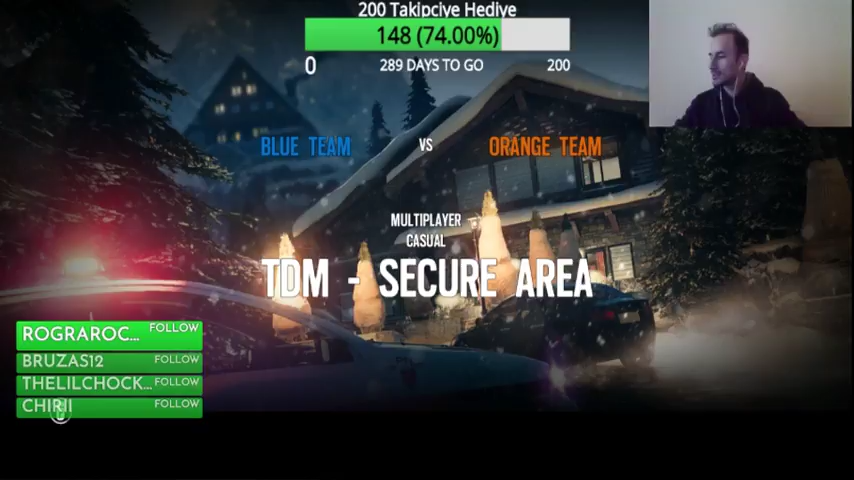 200 Takipciye Hediye
148 (74.00%)
0 289 DAYS TO GO 200
BLUE TEAM VS ORANGE TEAM
MULTIPLAYER
CASUAL
TDM - SECURE AREA
ROGRAROC... FOLLOW
BRUZAS12 FOLLOW
THELILCHOCK... FOLLOW
CHIRII FOLLOW